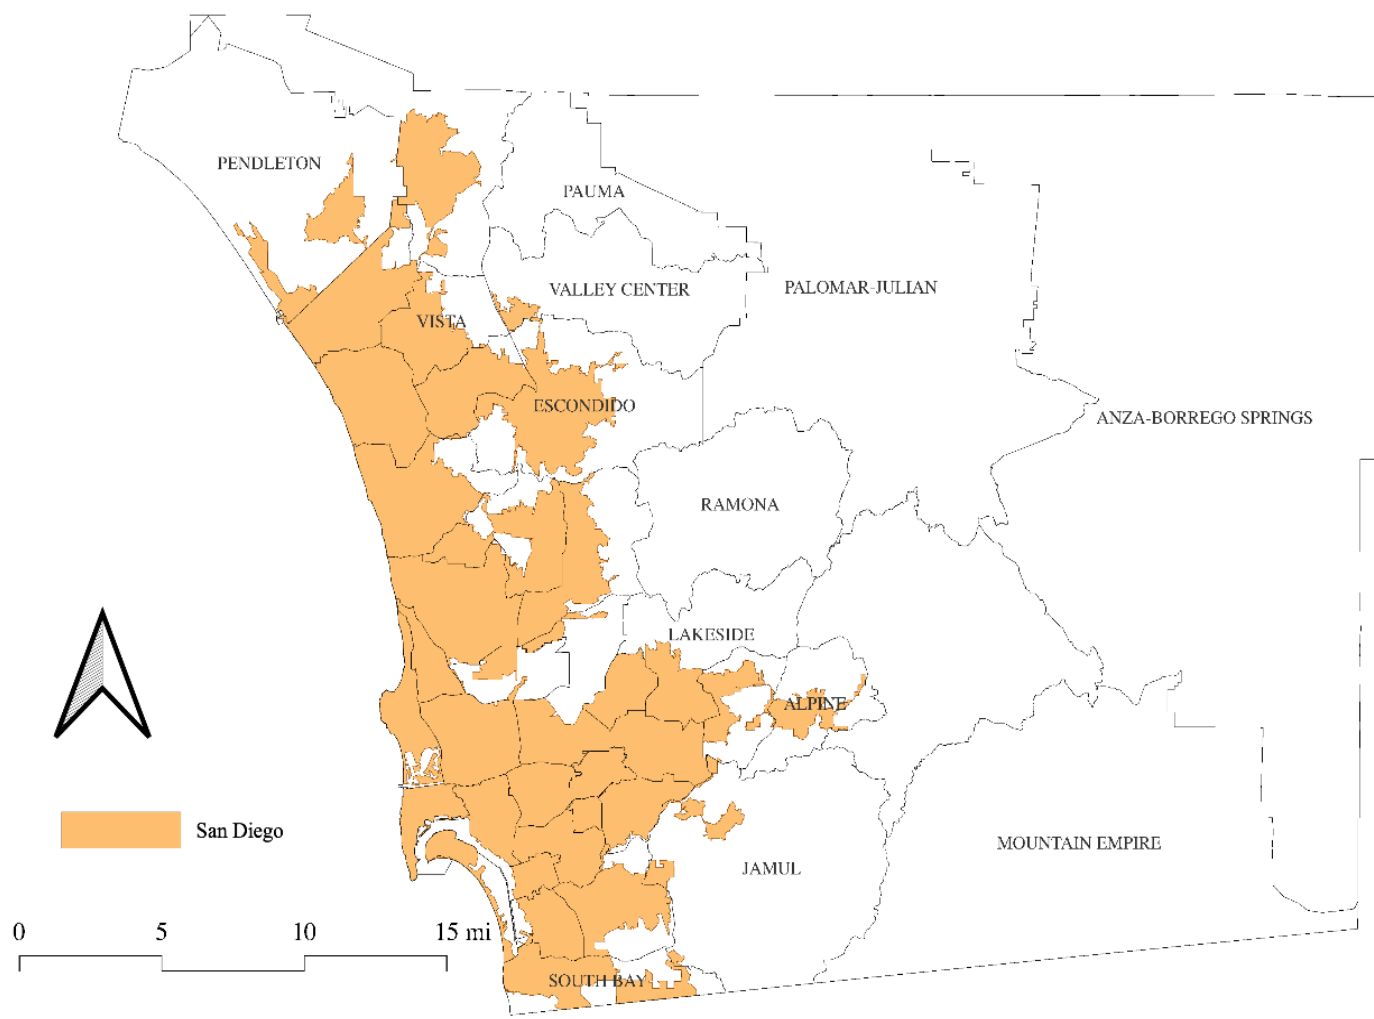 PENDLETON
PAUMA
VALLEY CENTER
PALOMAR-JULIAN
VISTA
ESCONDIDO
ANZA-BORREGO SPRINGS
RAMONA
LAKESIDE
ALPINE
San Diego
MOUNTAIN EMPIRE
JAMUL
0 5 10 15 mi
SOUTH BAY